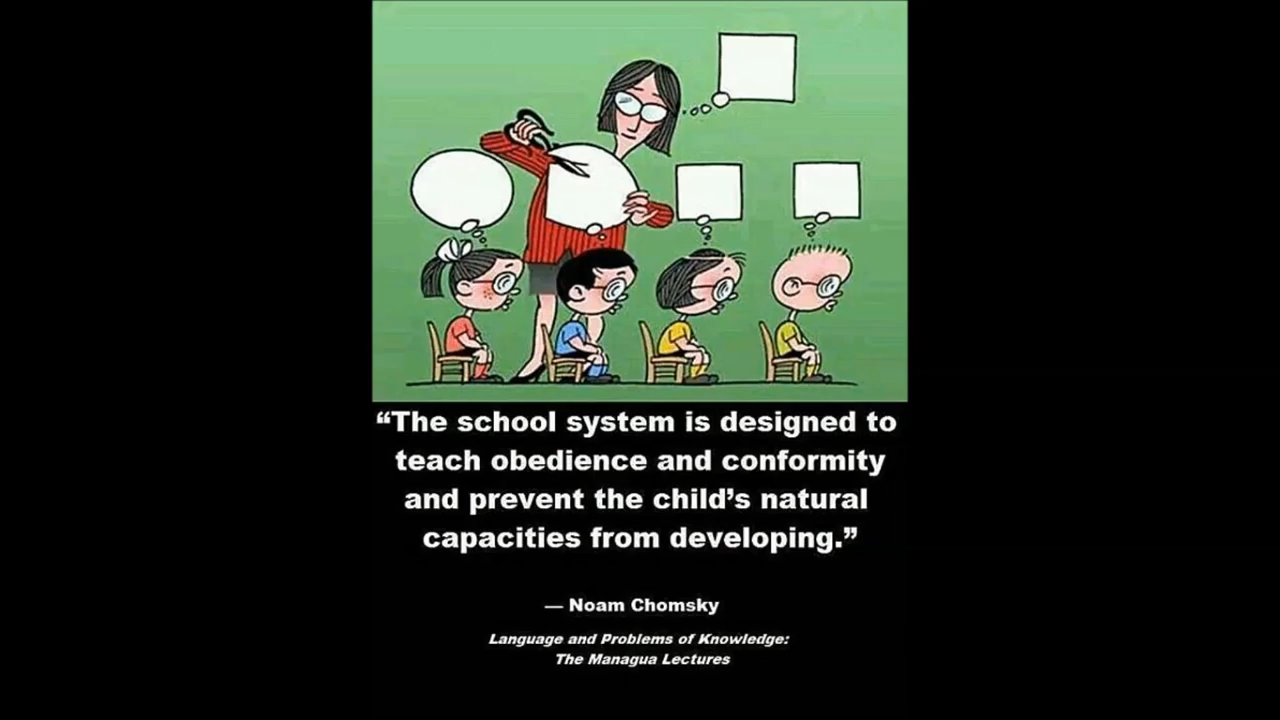 “The school system is designed to
teach obedience and conformity
and prevent the child’s natural
capacities from developing.”
— Noam Chomsky
Language and Problems of Knowledge:
The Managua Lectures